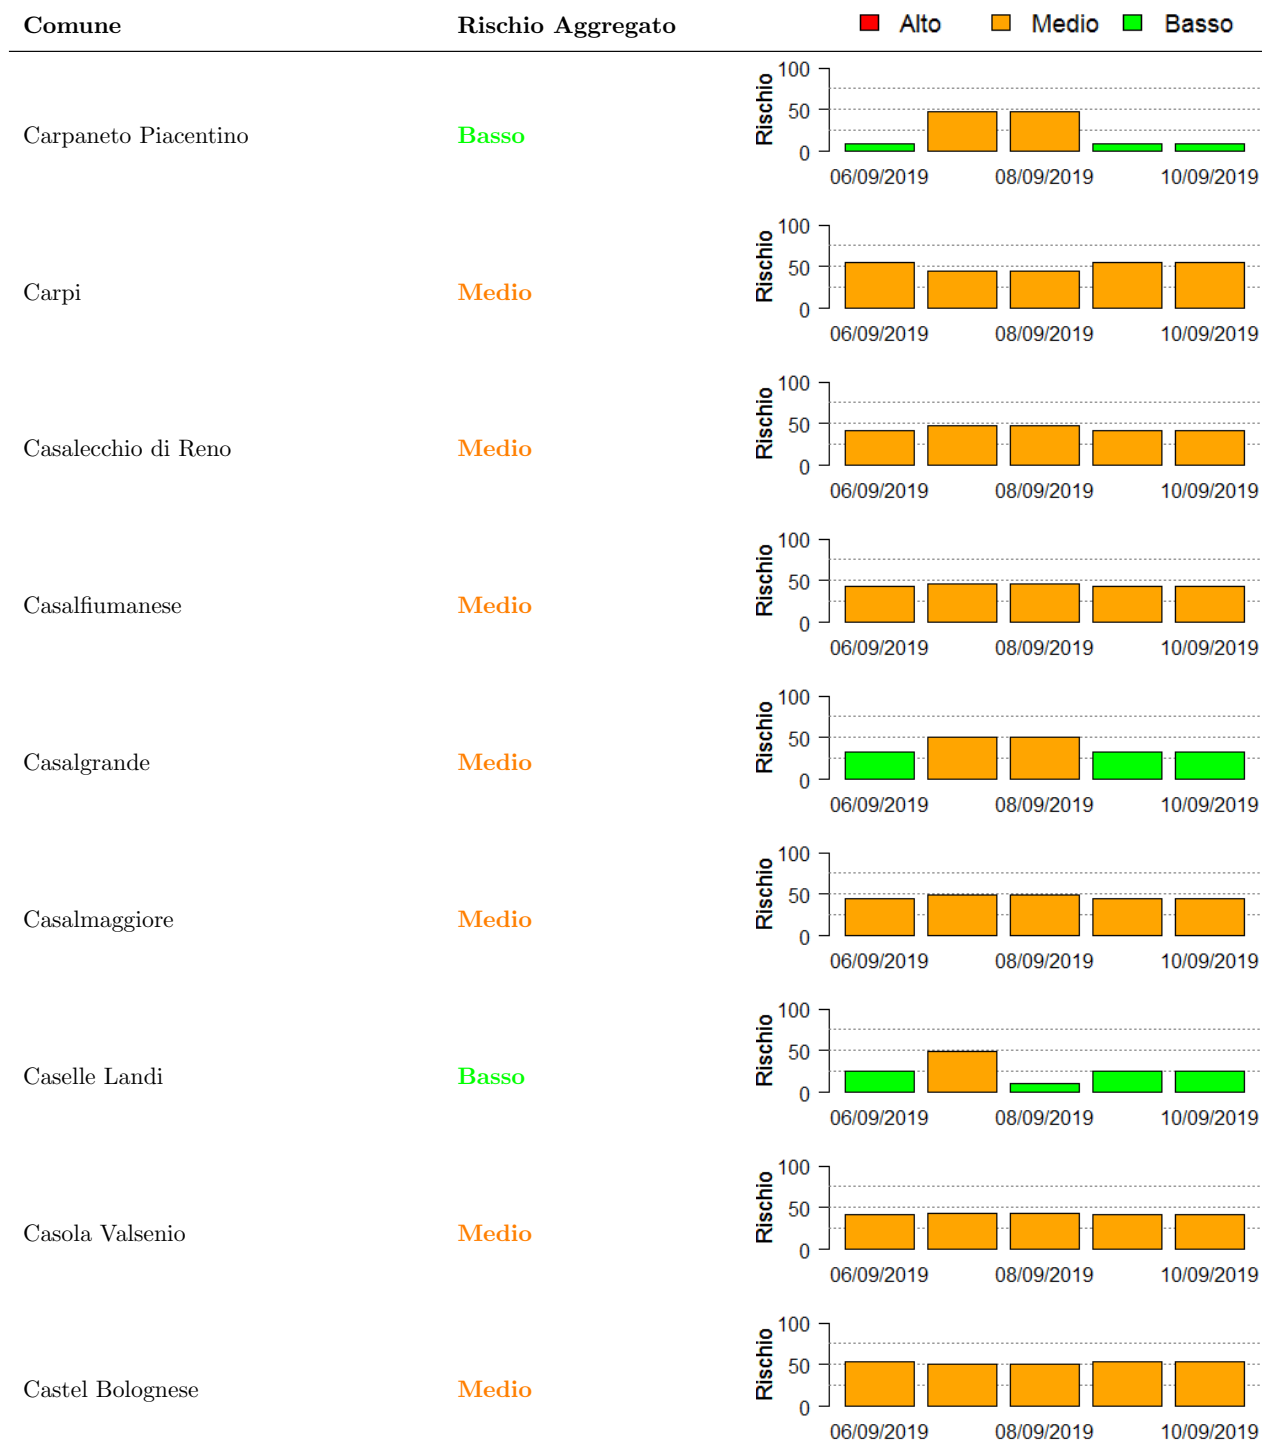 Comune Rischio Aggregato Alto Medio Basso
Carpaneto Piacentino Basso
Rischio
100
50
0
06/09/2019 08/09/2019 10/09/2019
Carpi Medio
Rischio
100
50
0
06/09/2019 08/09/2019 10/09/2019
Casalecchio di Reno Medio
Rischio
100
50
0
06/09/2019 08/09/2019 10/09/2019
Casalfiumanese Medio
Rischio
100
50
0
06/09/2019 08/09/2019 10/09/2019
Casalgrande Medio
Rischio
100
50
0
06/09/2019 08/09/2019 10/09/2019
Casalmaggiore Medio
Rischio
100
50
0
06/09/2019 08/09/2019 10/09/2019
Caselle Landi Basso
Rischio
100
50
0
06/09/2019 08/09/2019 10/09/2019
Casola Valsenio Medio
Rischio
100
50
0
06/09/2019 08/09/2019 10/09/2019
Castel Bolognese Medio
Rischio
100
50
0
06/09/2019 08/09/2019 10/09/2019